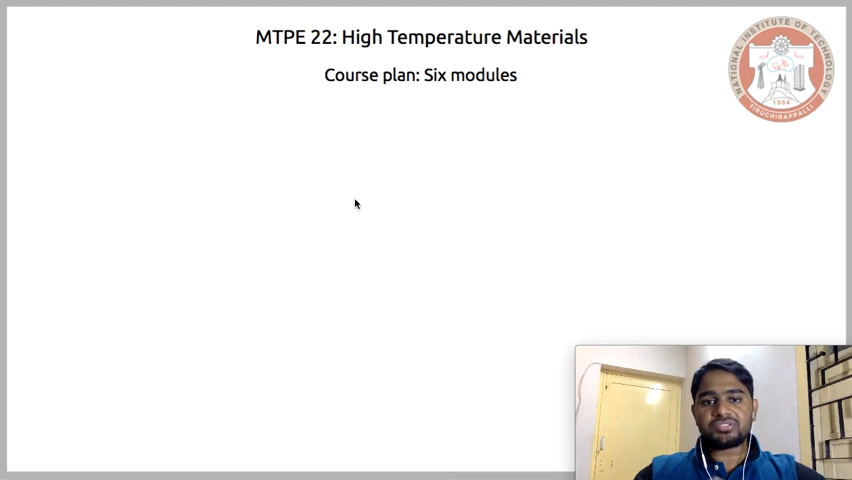 MTPE 22: High Temperature Materials
Course plan: Six modules
NATIONAL INSTITUTE OF TECHNOLOGY
1964
TIRUCHIRAPPALLI